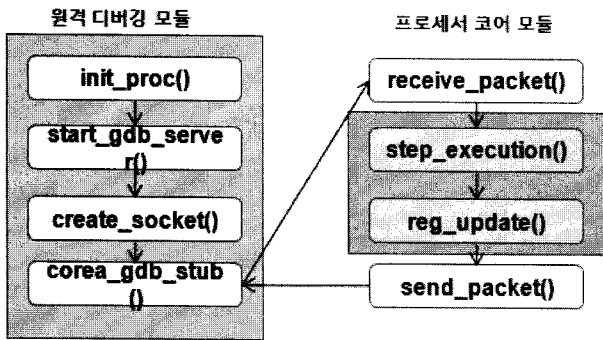 원격 디버깅 모듈
init_proc()
start_gdb_serve
r()
create_socket()
corea_gdb_stub
()
프로세서 코어 모듈
receive_packet()
step_execution()
reg_update()
send_packet()